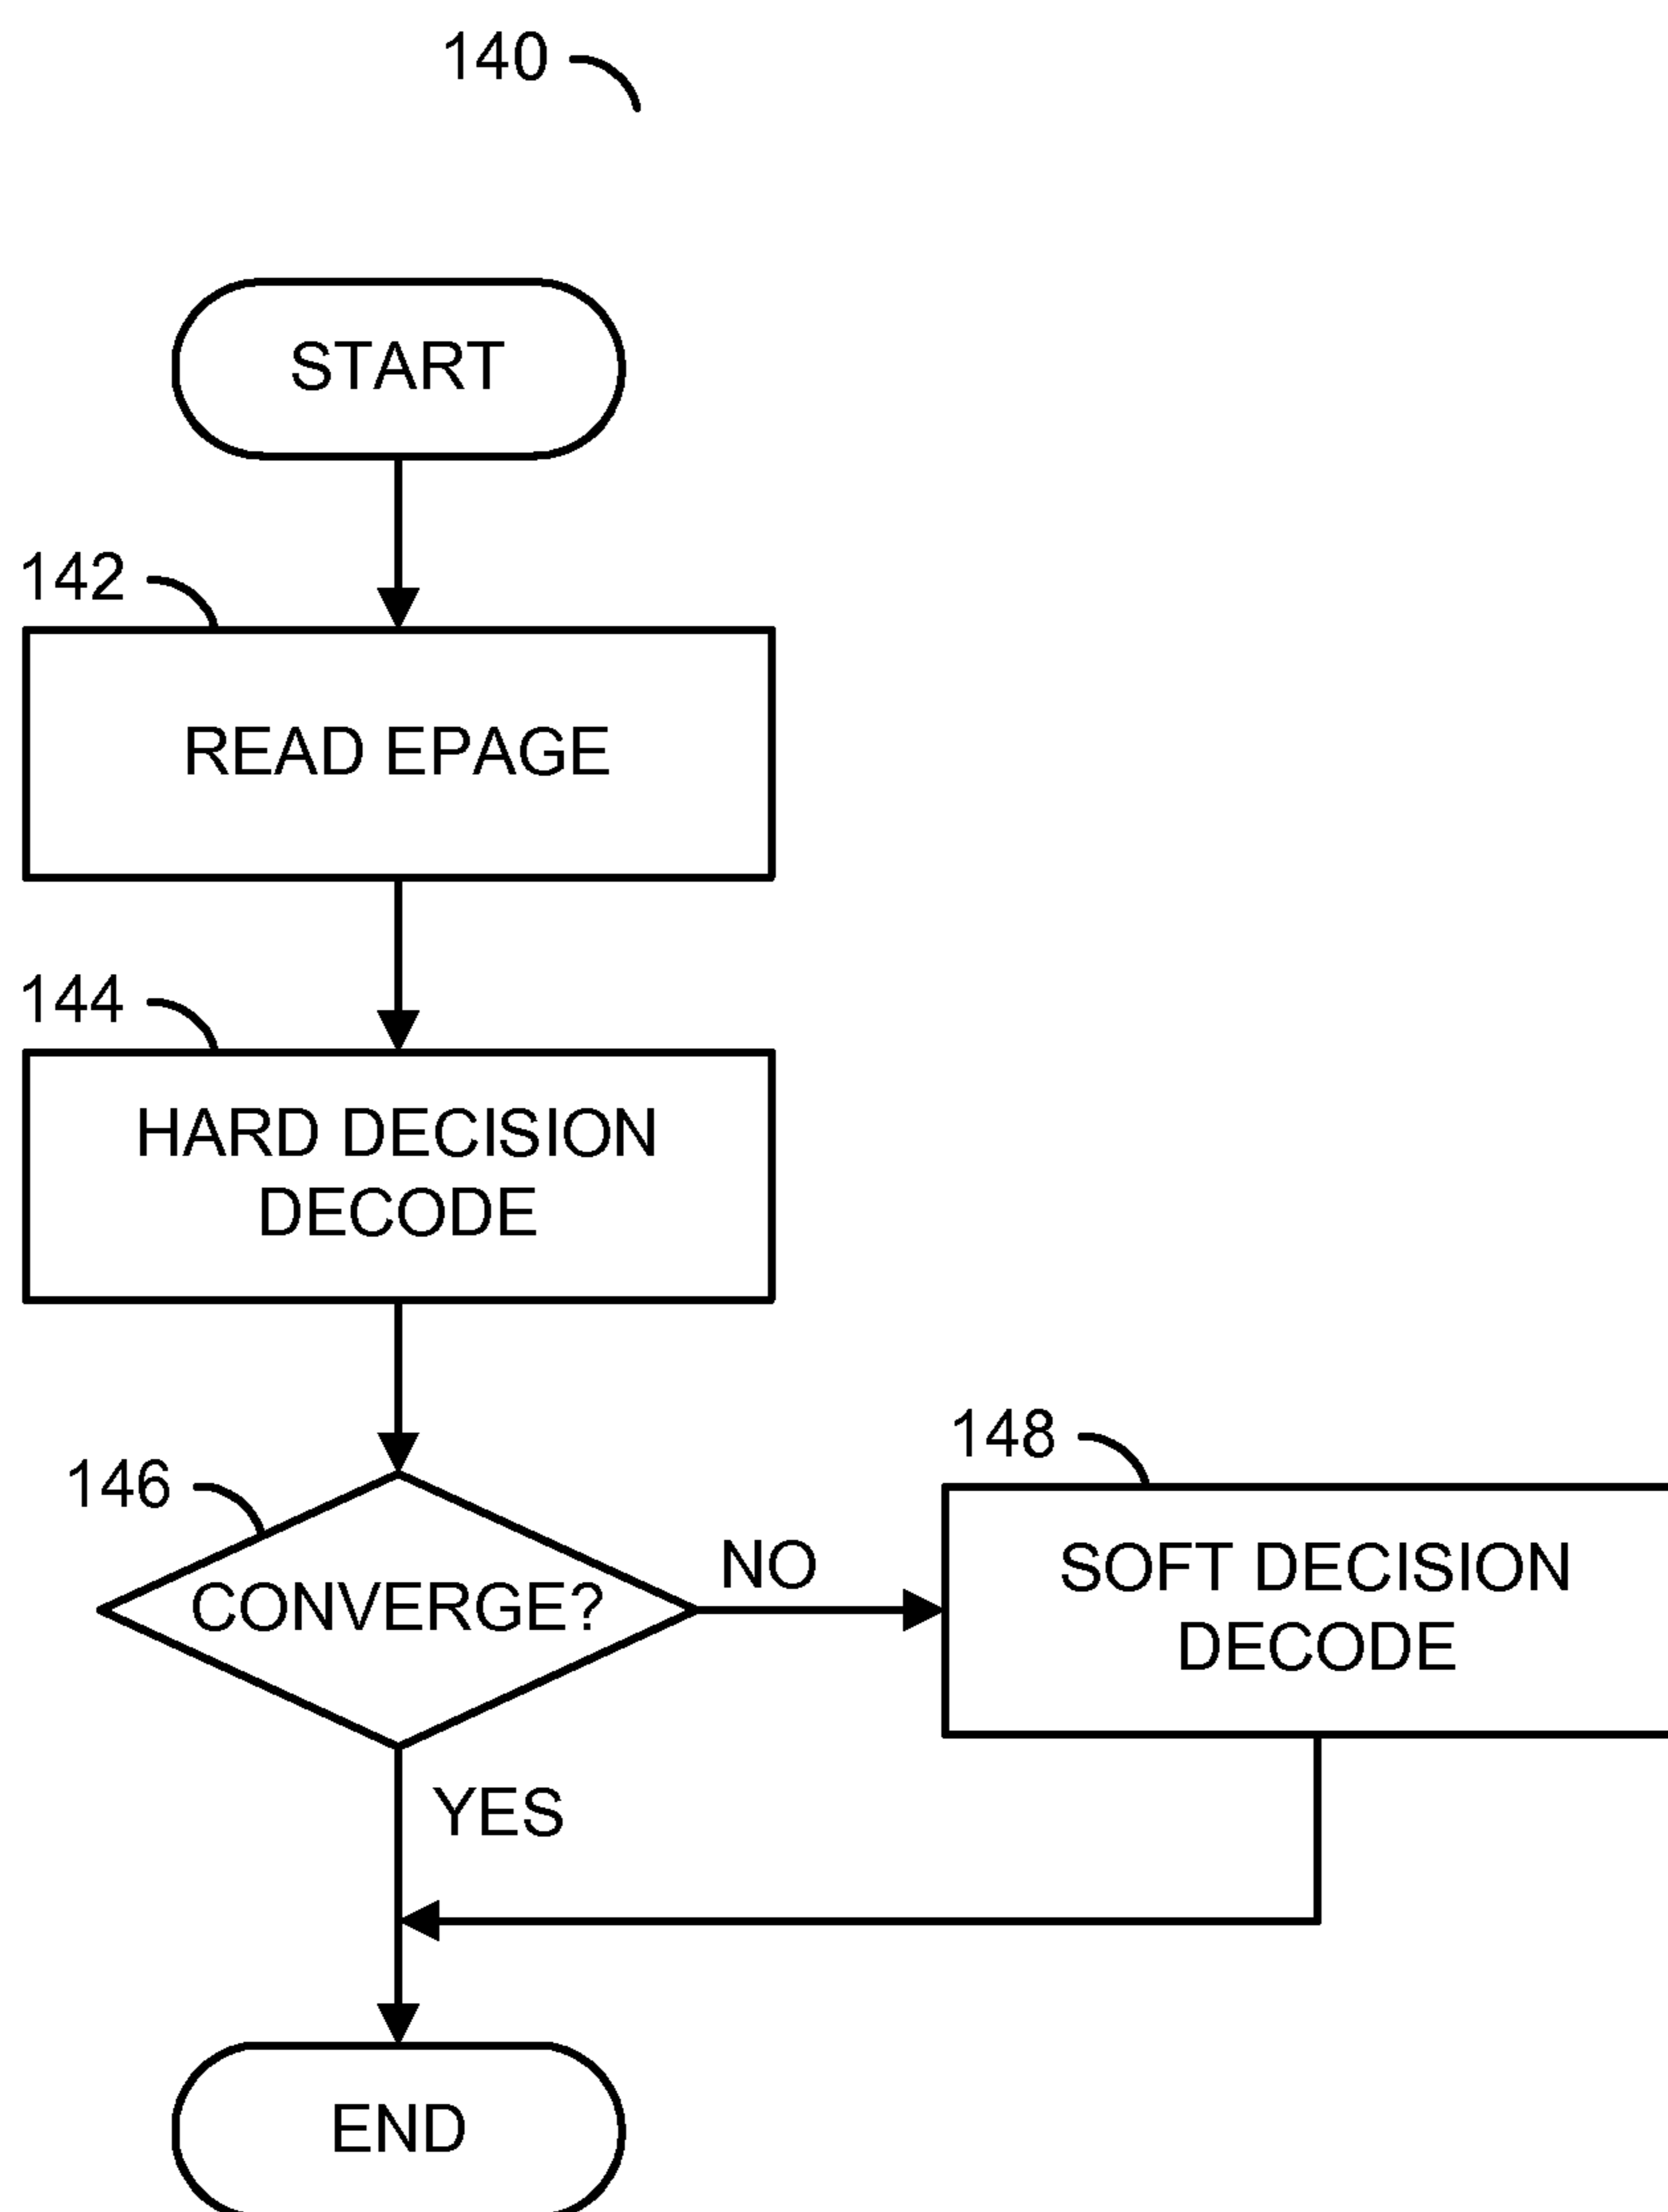 140
START
142
READ EPAGE
144
HARD DECISION
DECODE
146
CONVERGE?
NO
148
SOFT DECISION
DECODE
YES
END